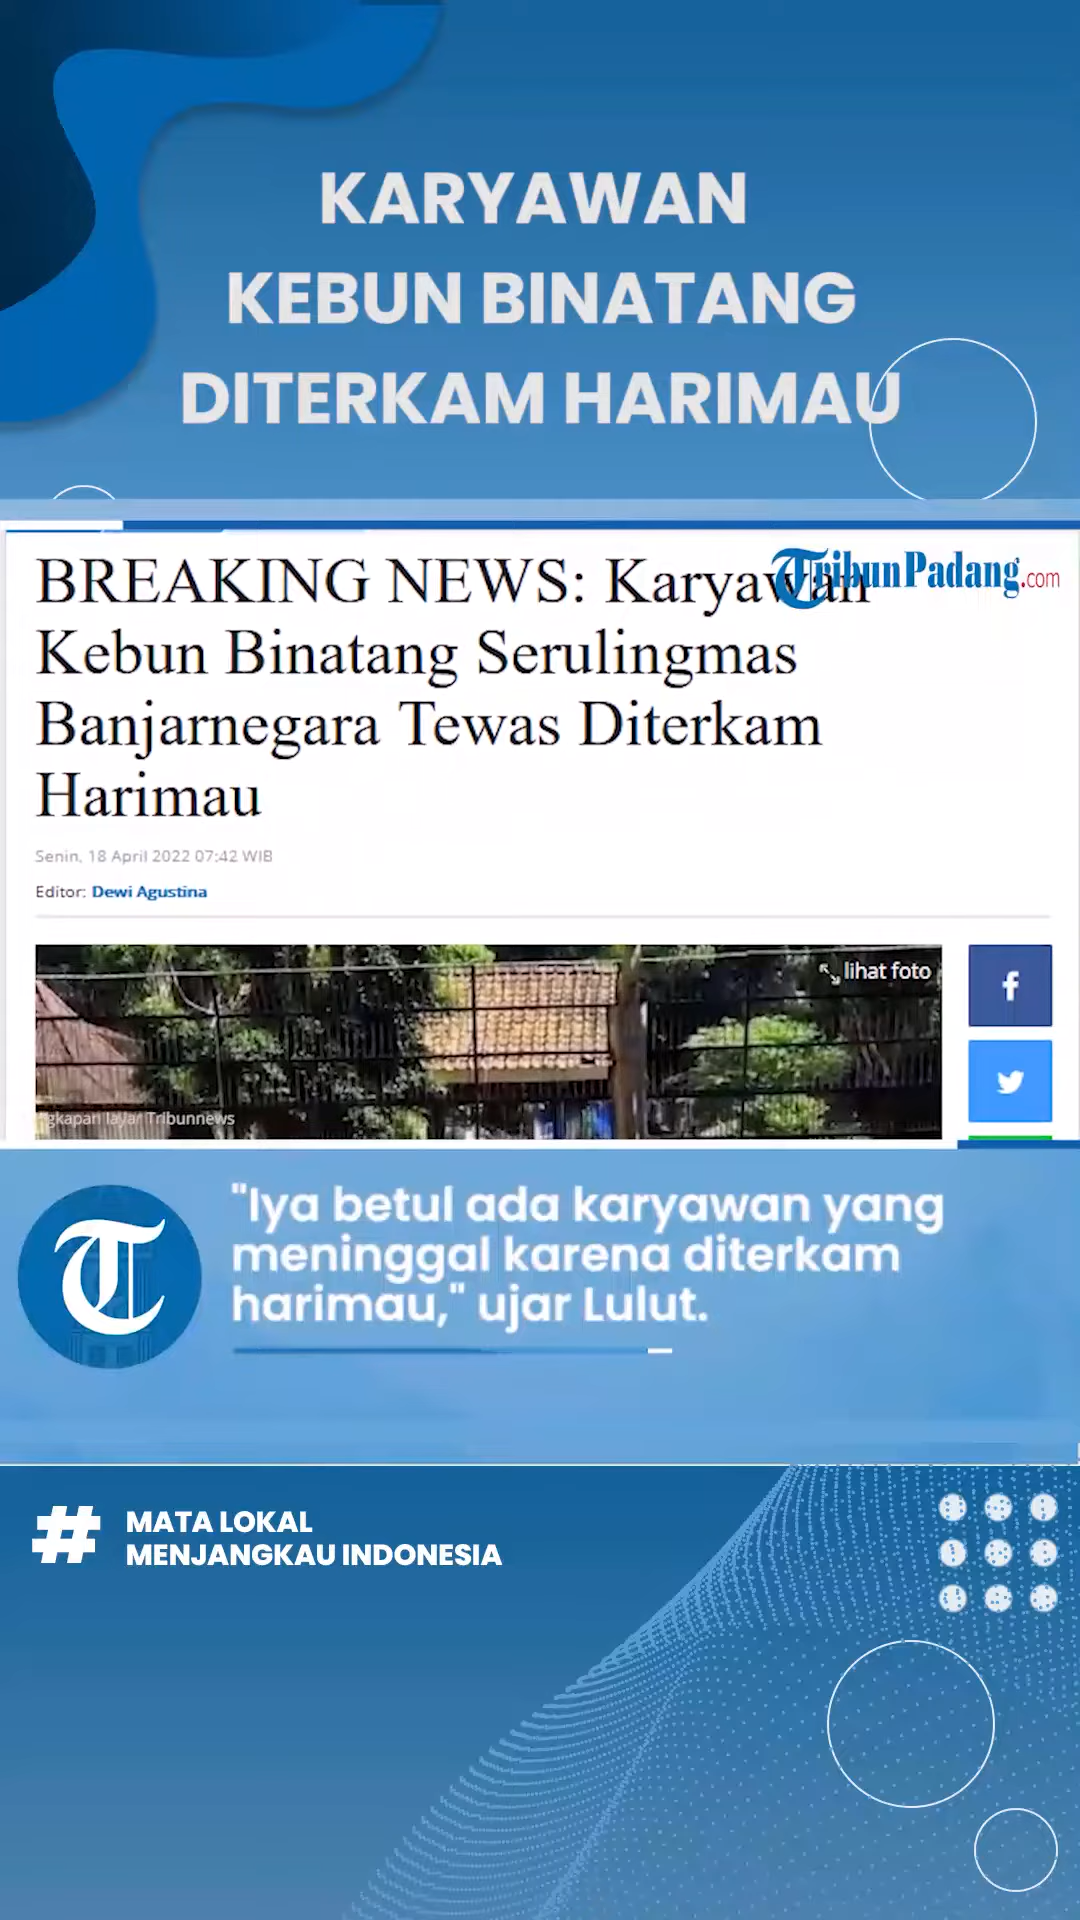 KARYAWAN
KEBUN BINATANG
DITERKAM HARIMAU
TribunPadang.com
BREAKING NEWS: Karyawan
Kebun Binatang Serulingmas
Banjarnegara Tewas Diterkam
Harimau
Senin, 18 April 2022 07:42 WIB
Editor: Dewi Agustina
lihat foto
f
gkapan layar Tribunnews
T
"Iya betul ada karyawan yang
meninggal karena diterkam
harimau," ujar Lulut.
# MATA LOKAL
MENJANGKAU INDONESIA